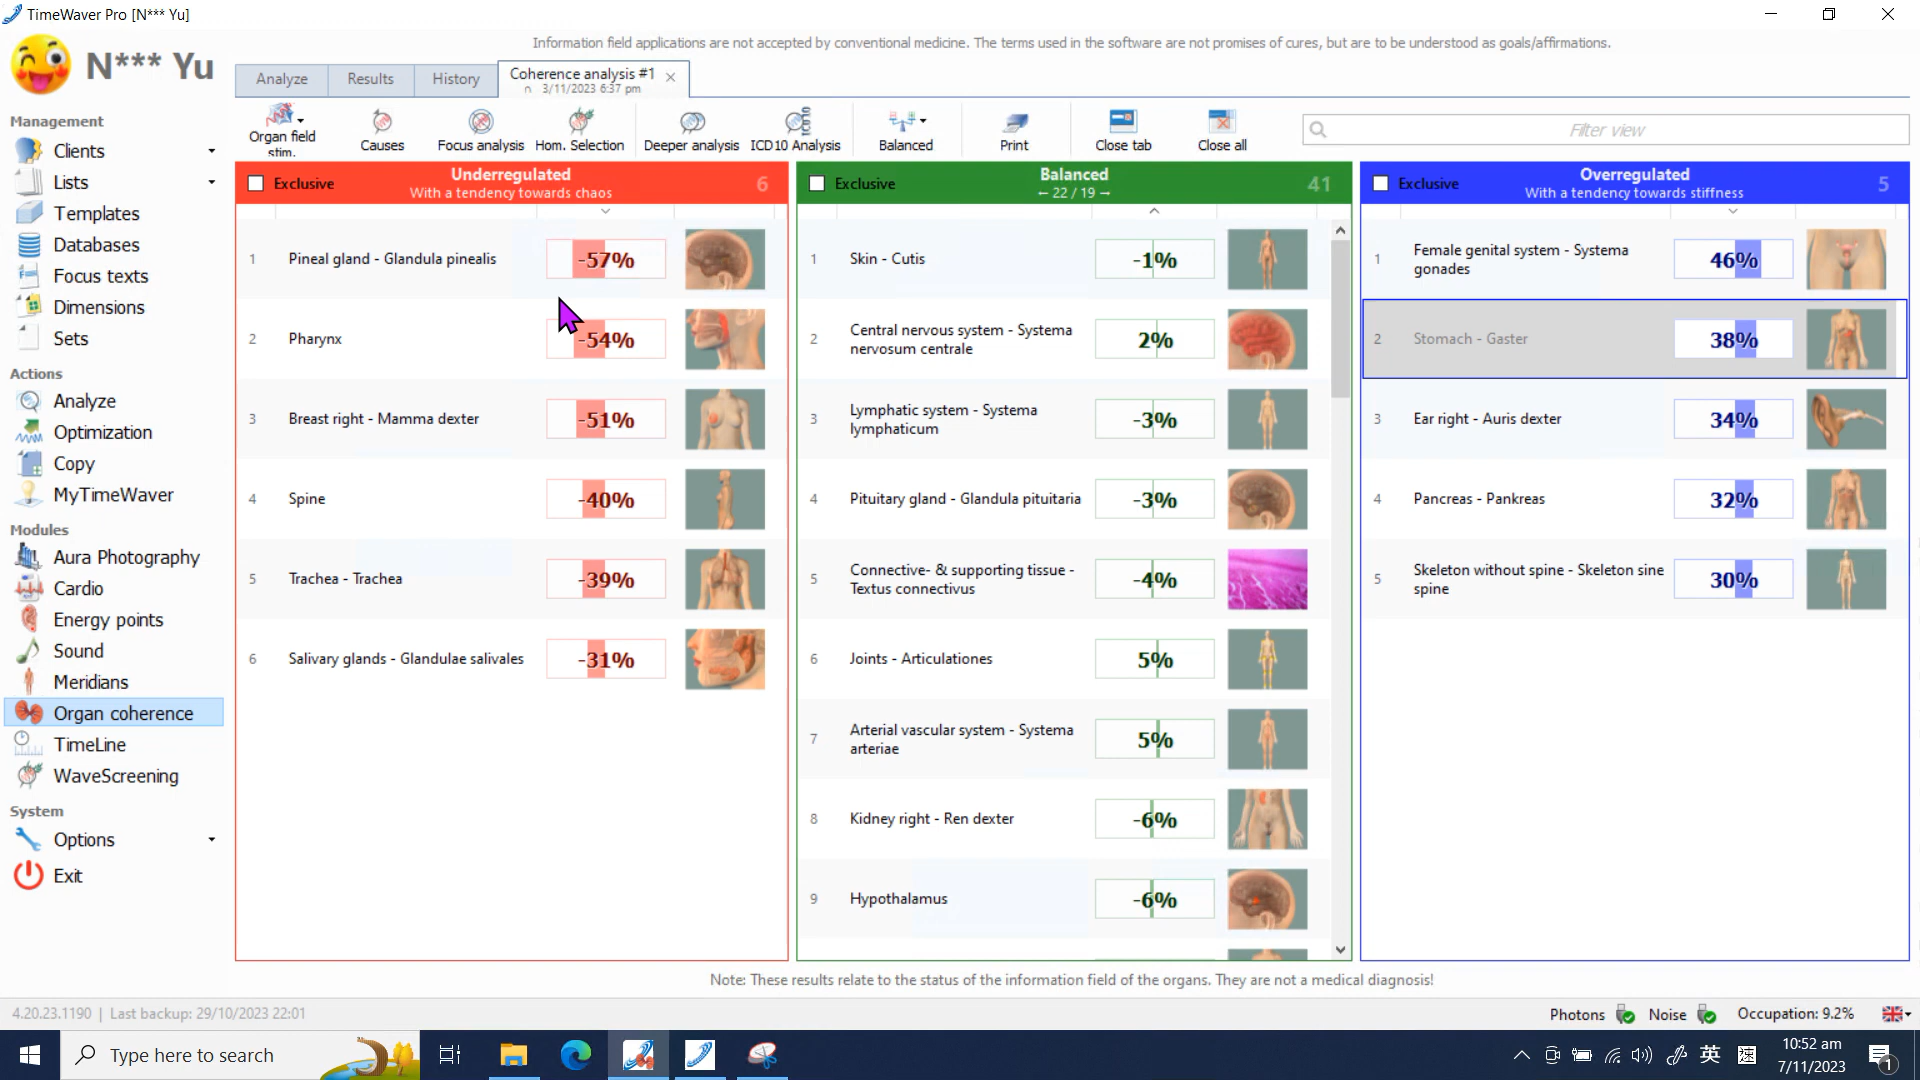 TimeWaver Pro [N*** Yu]
N*** Yu
Information field applications are not accepted by conventional medicine. The terms used in the software are not promises of cures, but are to be understood as goals/affirmations.
Analyze
Results
History
Coherence analysis #1
3/11/2023 6:37 pm
Organ field stim.
Causes
Focus analysis
Hom. Selection
Deeper analysis
ICD10 Analysis
Balanced
Print
Close tab
Close all
Filter view
Management
Clients
Lists
Templates
Databases
Focus texts
Dimensions
Sets
Actions
Analyze
Optimization
Copy
MyTimeWaver
Modules
Aura Photography
Cardio
Energy points
Sound
Meridians
Organ coherence
TimeLine
WaveScreening
System
Options
Exit
Exclusive
Underregulated
With a tendency towards chaos
6
1 Pineal gland - Glandula pinealis -57%
2 Pharynx -54%
3 Breast right - Mamma dexter -51%
4 Spine -40%
5 Trachea - Trachea -39%
6 Salivary glands - Glandulae salivales -31%
Exclusive
Balanced
← 22 / 19 →
41
1 Skin - Cutis -1%
2 Central nervous system - Systema
nervosum centrale 2%
3 Lymphatic system - Systema
lymphaticum -3%
4 Pituitary gland - Glandula pituitaria -3%
5 Connective- & supporting tissue -
Textus connectivus -4%
6 Joints - Articulationes 5%
7 Arterial vascular system - Systema
arteriae 5%
8 Kidney right - Ren dexter -6%
9 Hypothalamus -6%
Exclusive
Overregulated
With a tendency towards stiffness
5
1 Female genital system - Systema
gonades 46%
2 Stomach - Gaster 38%
3 Ear right - Auris dexter 34%
4 Pancreas - Pankreas 32%
5 Skeleton without spine - Skeleton sine
spine 30%
Note: These results relate to the status of the information field of the organs. They are not a medical diagnosis!
4.20.23.1190 | Last backup: 29/10/2023 22:01
Photons
Noise
Occupation: 9.2%
Type here to search
英
10:52 am
7/11/2023
1